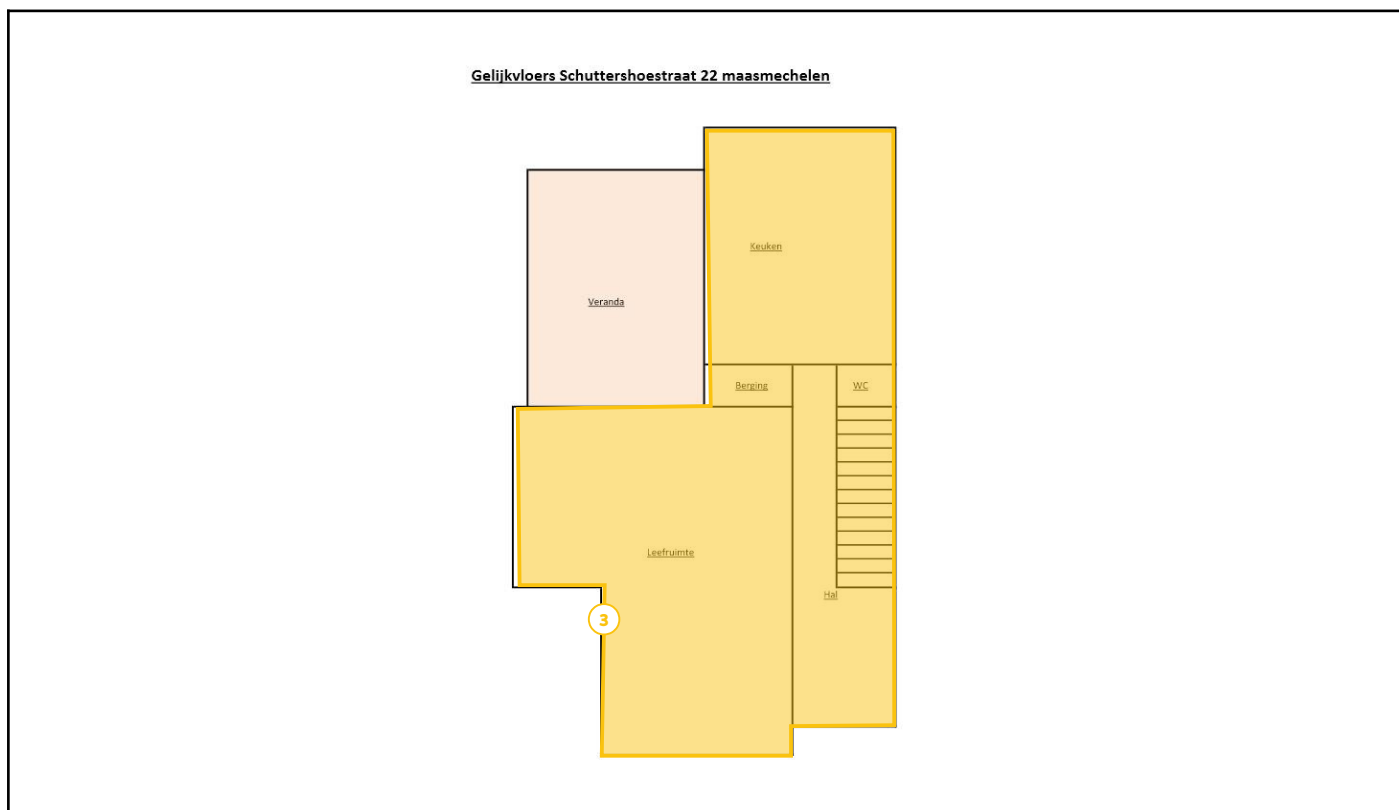 Gelijkvloers Schuttershoestraat 22 maasmechelen
Keuken
Veranda
Berging
WC
Leefruimte
Hal
3